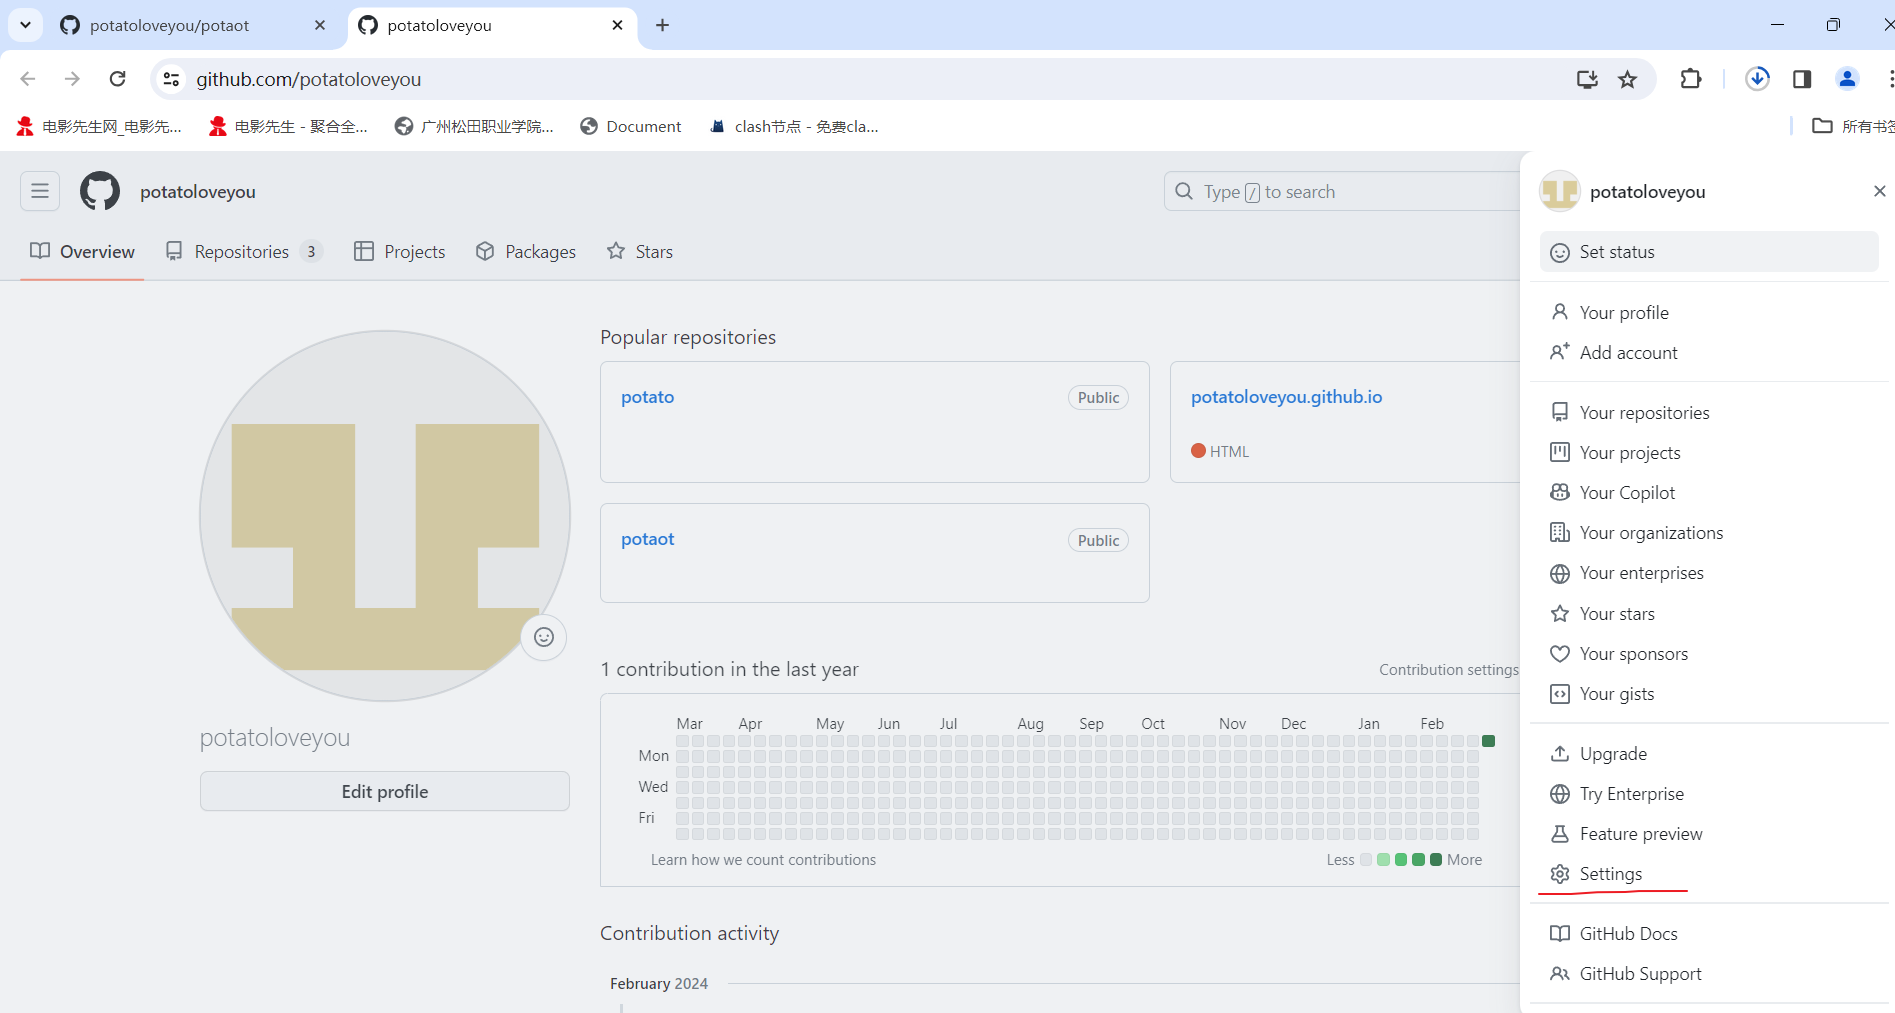 potatoloveyou/potaot
potatoloveyou
github.com/potatoloveyou
电影先生网_电影先... 电影先生 - 聚合全... 广州松田职业学院... Document clash节点 - 免费cla...
所有书签
potatoloveyou
Type / to search
Overview Repositories 3 Projects Packages Stars
potatoloveyou
Edit profile
Popular repositories
potato Public
potatoloveyou.github.io
HTML
potaot Public
1 contribution in the last year
Contribution settings
Mar Apr May Jun Jul Aug Sep Oct Nov Dec Jan Feb
Mon
Wed
Fri
Learn how we count contributions
Less More
Contribution activity
February 2024
potatoloveyou
Set status
Your profile
Add account
Your repositories
Your projects
Your Copilot
Your organizations
Your enterprises
Your stars
Your sponsors
Your gists
Upgrade
Try Enterprise
Feature preview
Settings
GitHub Docs
GitHub Support